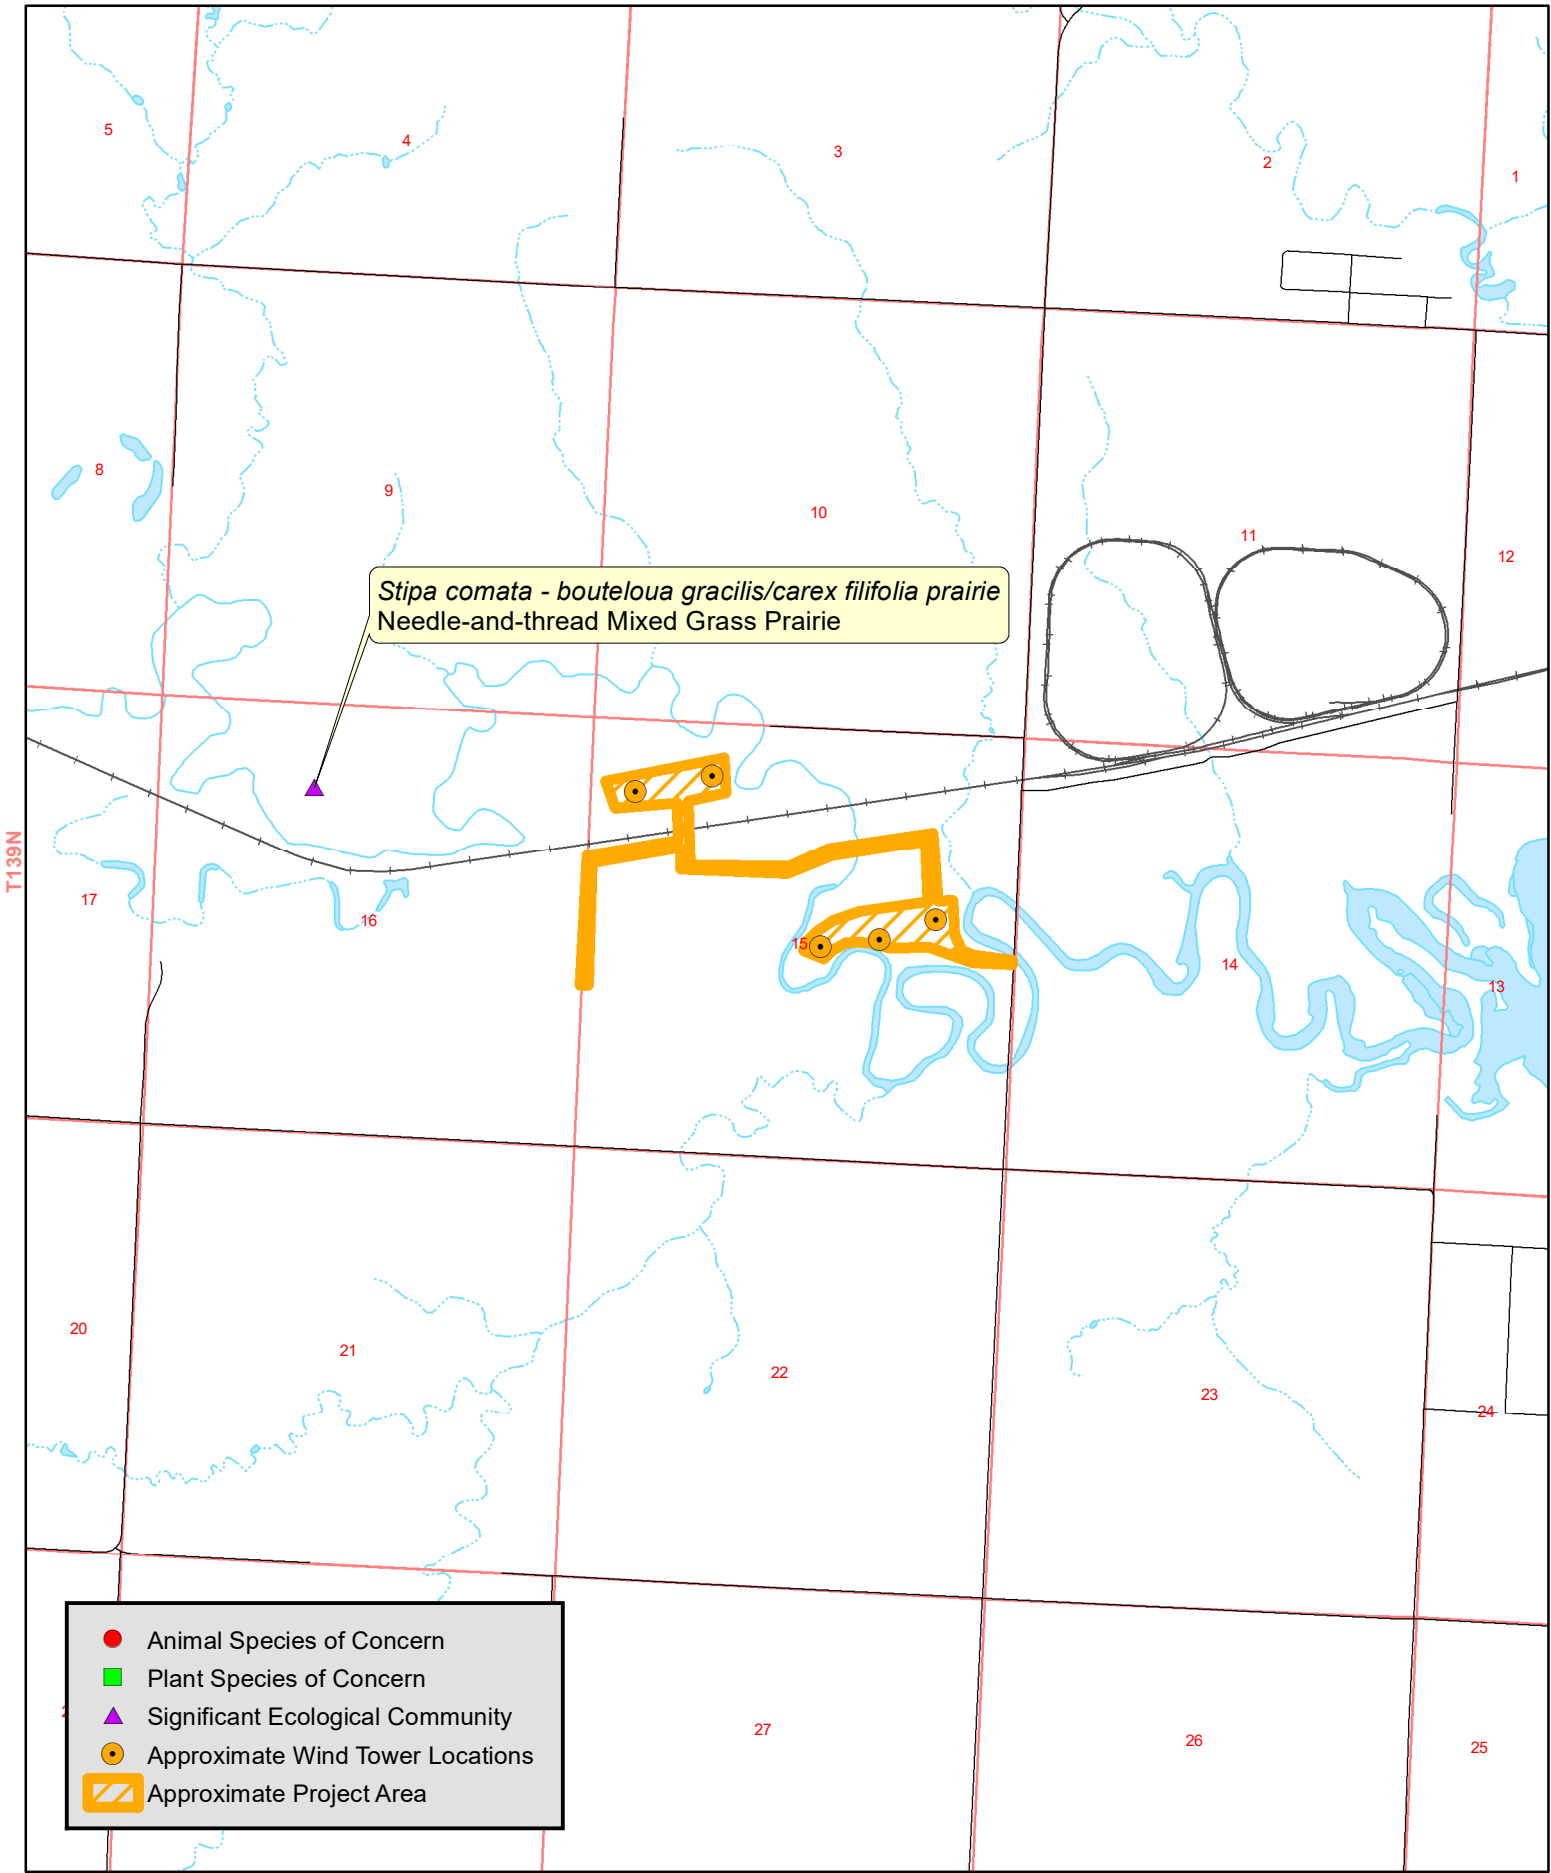 5
4
3
2
1
8
9
10
11
12
Stipa comata - bouteloua gracilis/carex filifolia prairie
Needle-and-thread Mixed Grass Prairie
T139N
17
16
15
14
13
20
21
22
23
24
27
26
25
Animal Species of Concern
Plant Species of Concern
Significant Ecological Community
Approximate Wind Tower Locations
Approximate Project Area